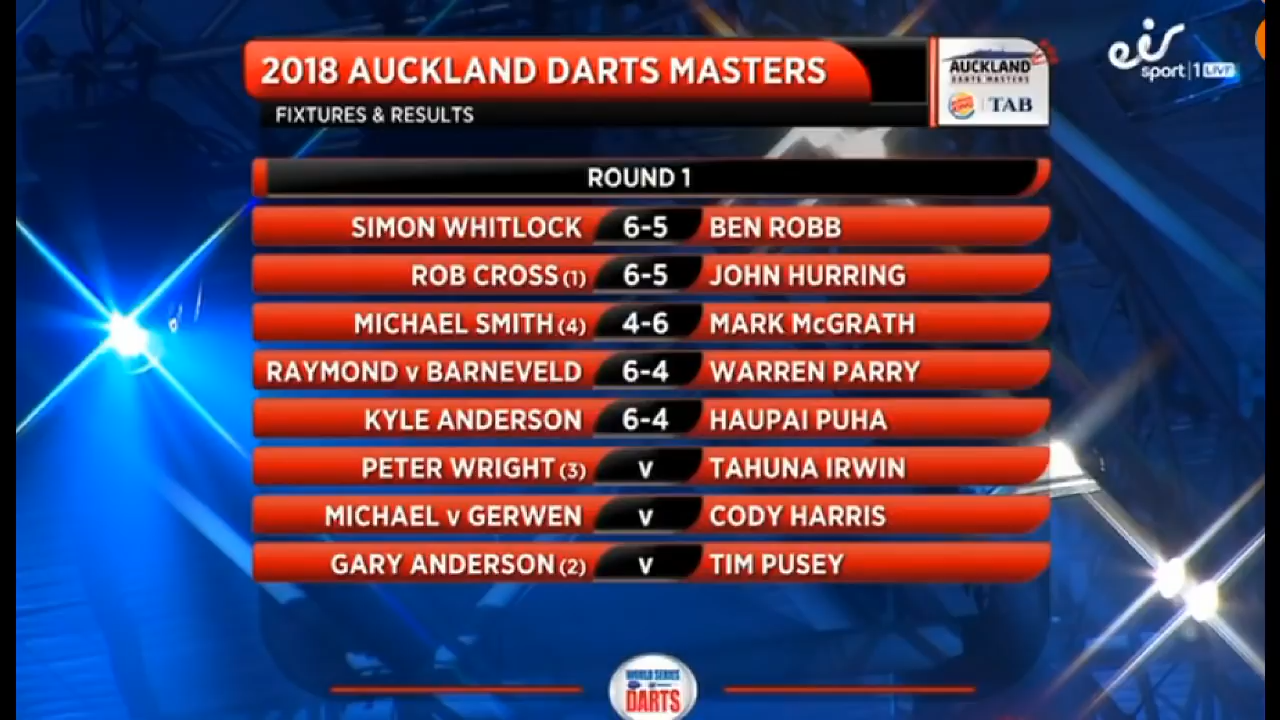 2018 AUCKLAND DARTS MASTERS
FIXTURES & RESULTS
AUCKLAND
DARTS MASTERS
BURGER KING TAB
eir
sport | 1 LIVE
ROUND 1
SIMON WHITLOCK 6-5 BEN ROBB
ROB CROSS (1) 6-5 JOHN HURRING
MICHAEL SMITH (4) 4-6 MARK McGRATH
RAYMOND v BARNEVELD 6-4 WARREN PARRY
KYLE ANDERSON 6-4 HAUPAI PUHA
PETER WRIGHT (3) v TAHUNA IRWIN
MICHAEL v GERWEN v CODY HARRIS
GARY ANDERSON (2) v TIM PUSEY
WORLD SERIES
OF
DARTS